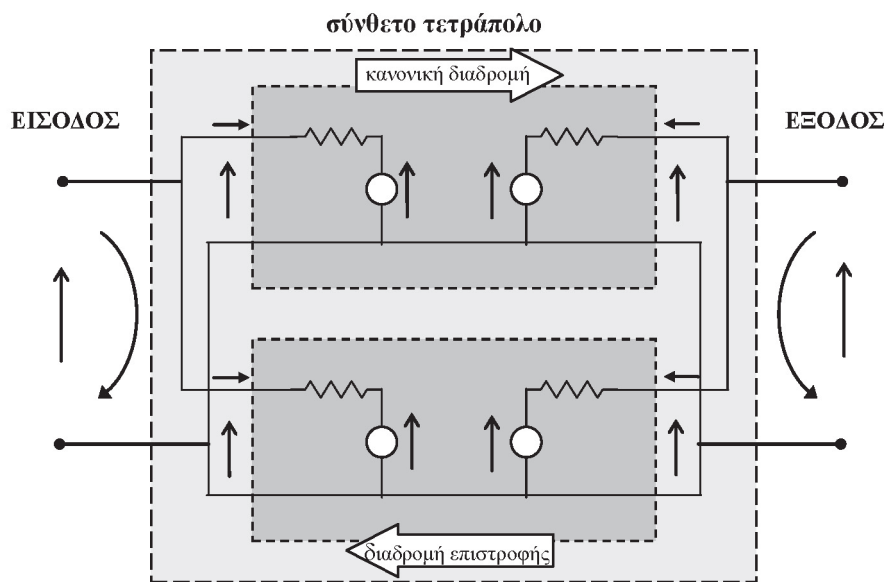 σύνθετο τετράπολο
κανονική διαδρομή
ΕΙΣΟΔΟΣ
ΕΞΟΔΟΣ
διαδρομή επιστροφής